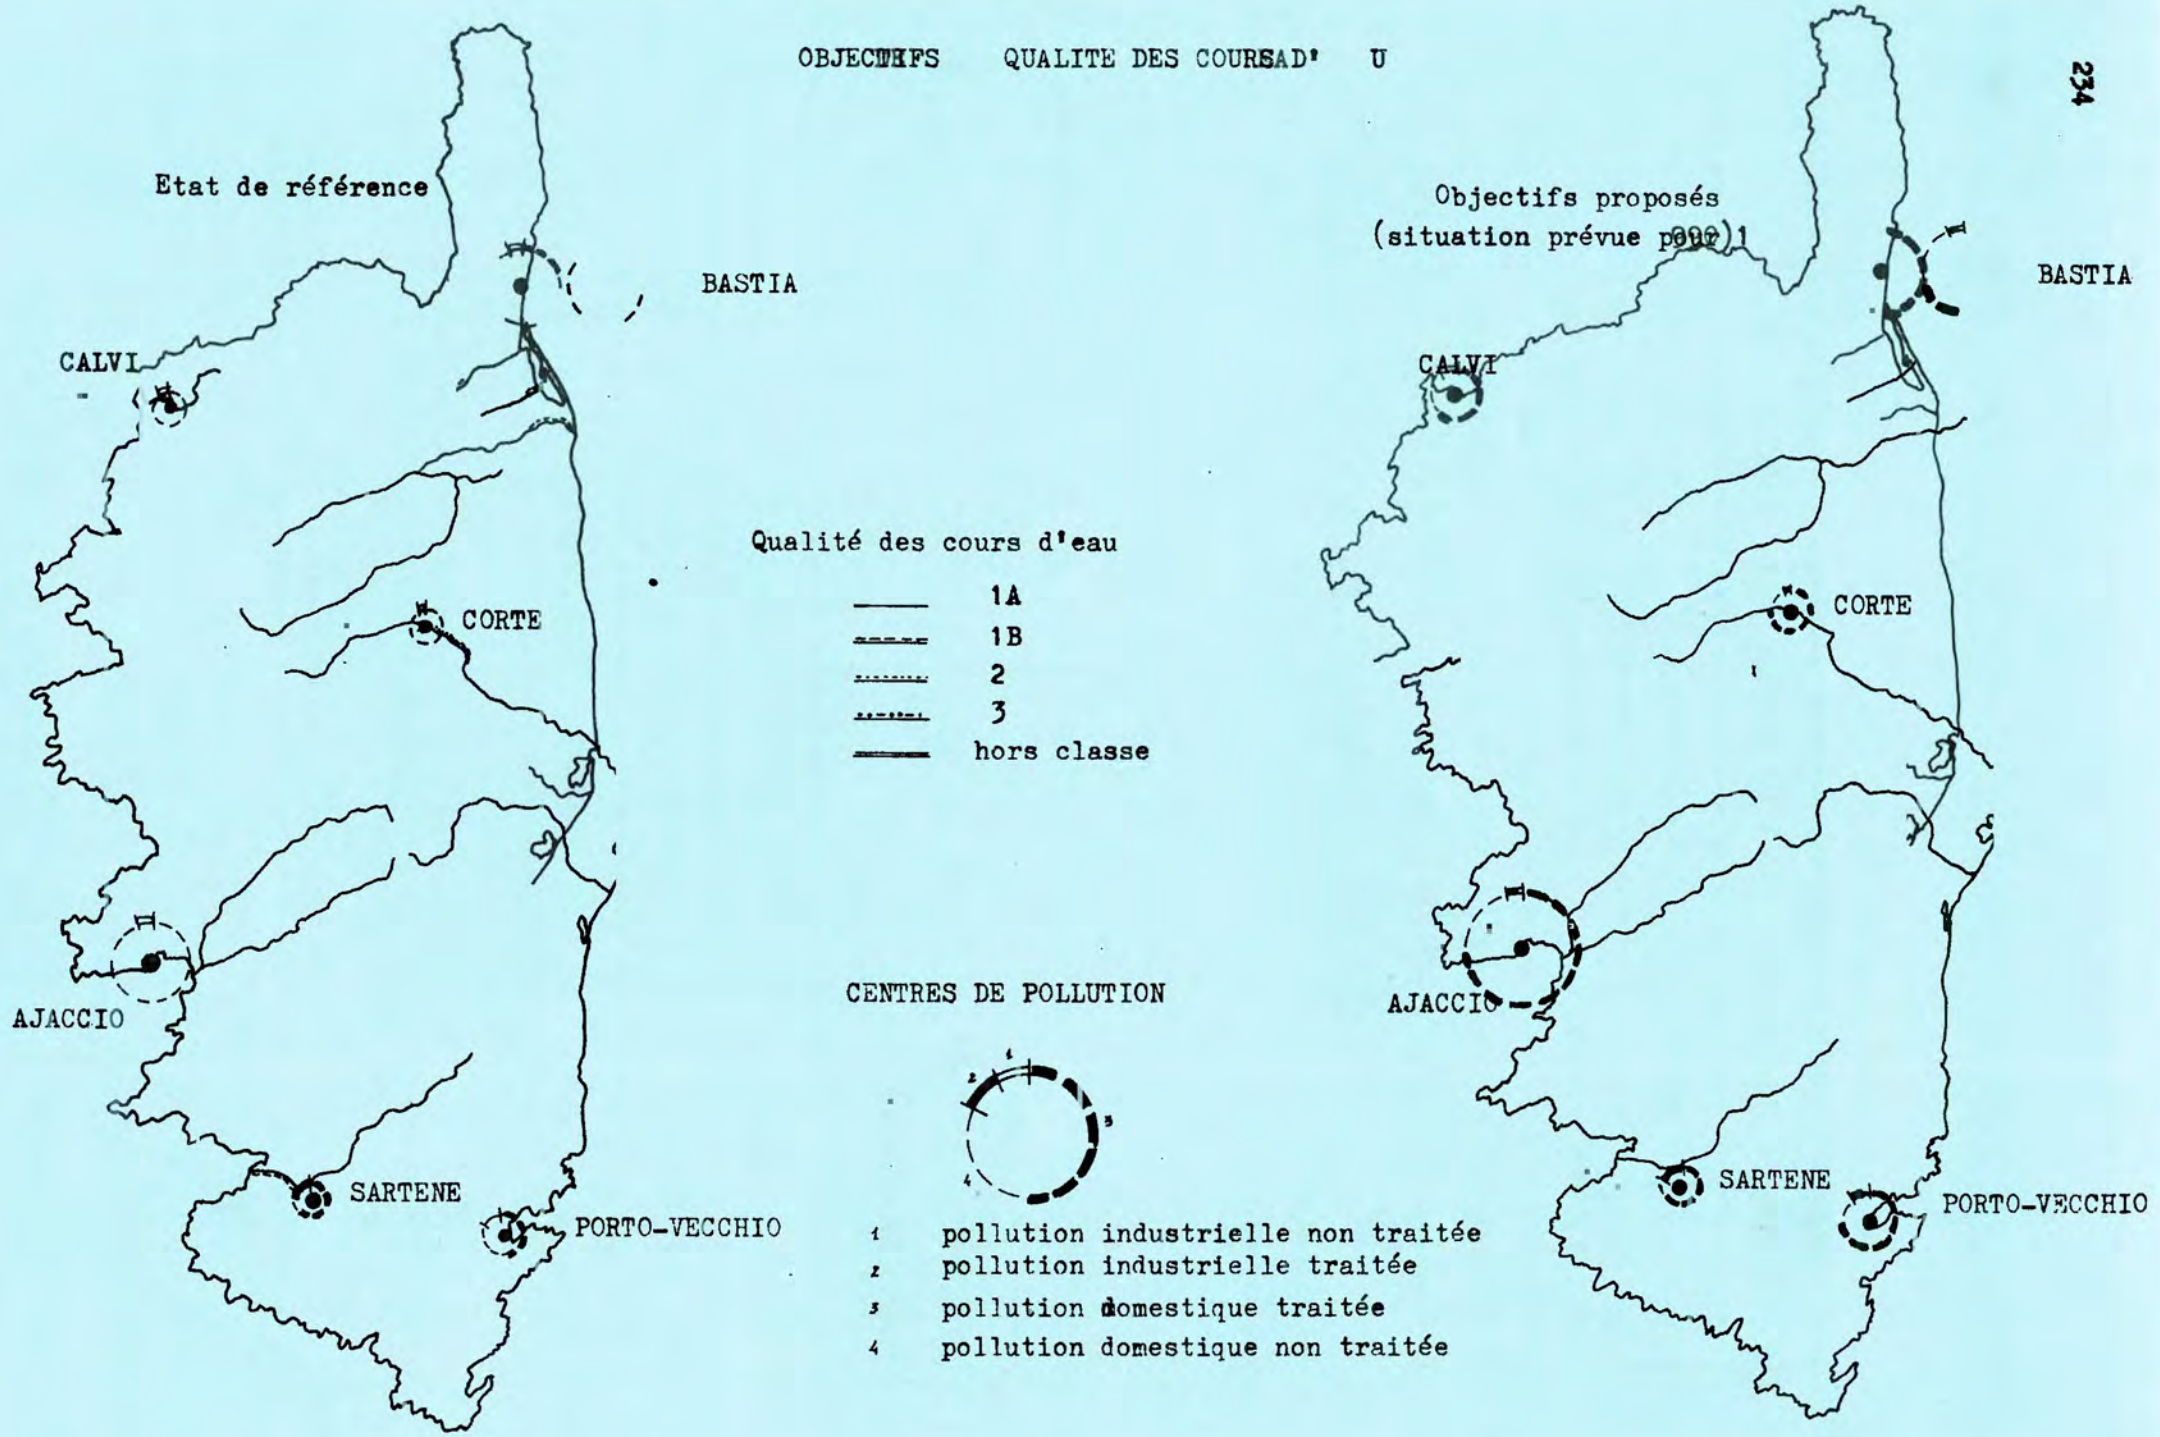 OBJECTIFS QUALITE DES COURS D' U
234
Etat de référence
BASTIA
CALVI
CORTE
AJACCIO
SARTENE
PORTO-VECCHIO
Qualité des cours d'eau
1A
1B
2
3
hors classe
CENTRES DE POLLUTION
1
2
3
4
1 pollution industrielle non traitée
2 pollution industrielle traitée
3 pollution domestique traitée
4 pollution domestique non traitée
Objectifs proposés
(situation prévue pour)1
BASTIA
CALVI
CORTE
AJACCIO
SARTENE
PORTO-VECCHIO